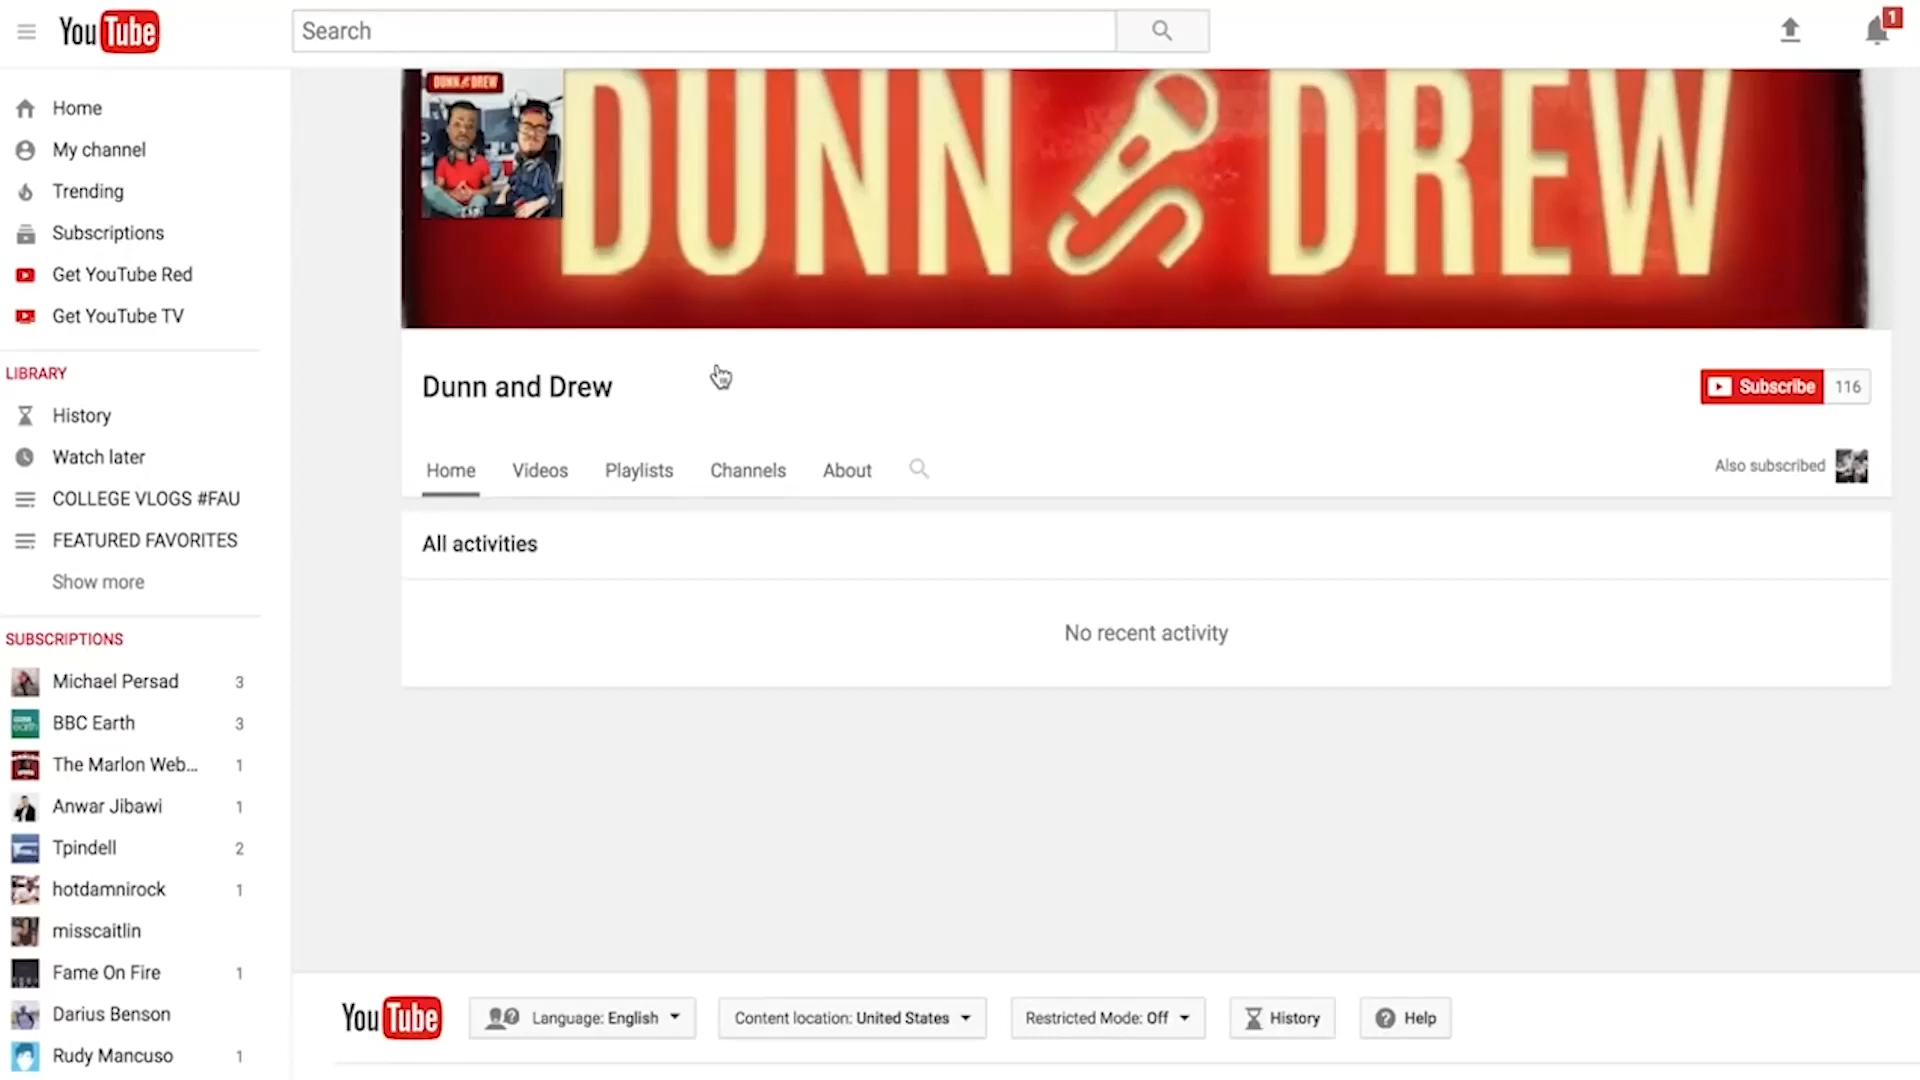 YouTube
Search
1
Home
My channel
Trending
Subscriptions
Get YouTube Red
Get YouTube TV
LIBRARY
History
Watch later
COLLEGE VLOGS #FAU
FEATURED FAVORITES
Show more
SUBSCRIPTIONS
Michael Persad 3
BBC Earth 3
The Marlon Web... 1
Anwar Jibawi 1
Tpindell 2
hotdamnirock 1
misscaitlin
Fame On Fire 1
Darius Benson
Rudy Mancuso 1
DUNN & DREW
DUNN & DREW
Dunn and Drew
Subscribe 116
Home Videos Playlists Channels About
Also subscribed
All activities
No recent activity
YouTube Language: English Content location: United States Restricted Mode: Off History Help